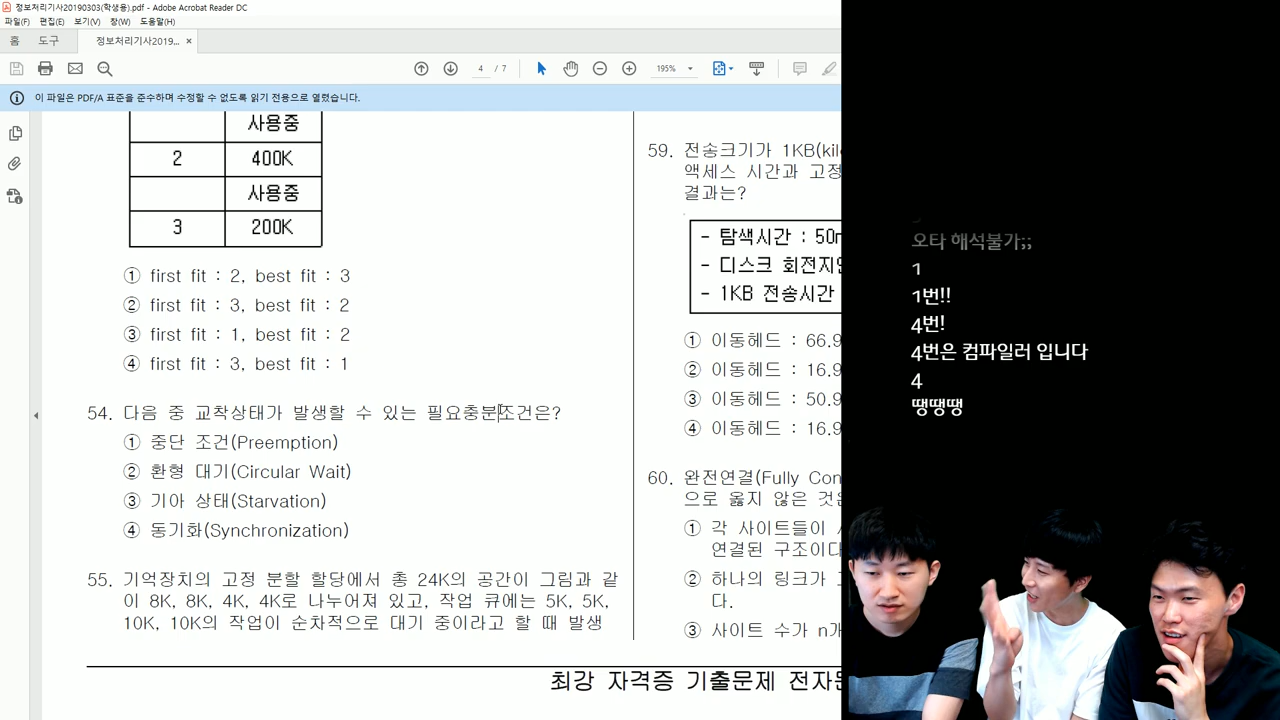 정보처리기사20190303(학생용).pdf - Adobe Acrobat Reader DC
파일(F) 편집(E) 보기(V) 창(W) 도움말(H)
홈 도구 정보처리기사2019... ×
4 / 7 195%
이 파일은 PDF/A 표준을 준수하며 수정할 수 없도록 읽기 전용으로 열렸습니다.
사용중
2 400K
사용중
3 200K
① first fit : 2, best fit : 3
② first fit : 3, best fit : 2
③ first fit : 1, best fit : 2
④ first fit : 3, best fit : 1
54. 다음 중 교착상태가 발생할 수 있는 필요충분조건은?
① 중단 조건(Preemption)
② 환형 대기(Circular Wait)
③ 기아 상태(Starvation)
④ 동기화(Synchronization)
55. 기억장치의 고정 분할 할당에서 총 24K의 공간이 그림과 같
이 8K, 8K, 4K, 4K로 나누어져 있고, 작업 큐에는 5K, 5K,
10K, 10K의 작업이 순차적으로 대기 중이라고 할 때 발생
59. 전송크기가 1KB(kil
액세스 시간과 고정
결과는?
- 탐색시간 : 50
- 디스크 회전지연
- 1KB 전송시간
① 이동헤드 : 66.9
② 이동헤드 : 16.9
③ 이동헤드 : 50.9
④ 이동헤드 : 16.9
60. 완전연결(Fully Con
으로 옳지 않은 것은
① 각 사이트들이
연결된 구조이다
② 하나의 링크가
다.
③ 사이트 수가 n개
최강 자격증 기출문제 전자문
오타 해석불가;;
1
1번!!
4번!
4번은 컴파일러 입니다
4
땡땡땡